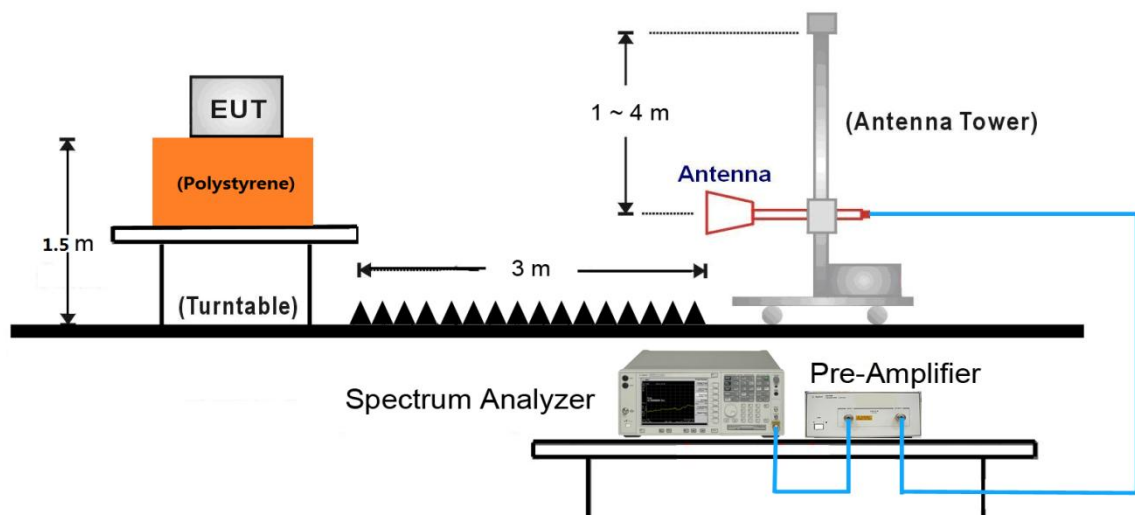 EUT
(Polystyrene)
1.5 m
(Turntable)
3 m
1 ~ 4 m
Antenna
(Antenna Tower)
Spectrum Analyzer
Pre-Amplifier